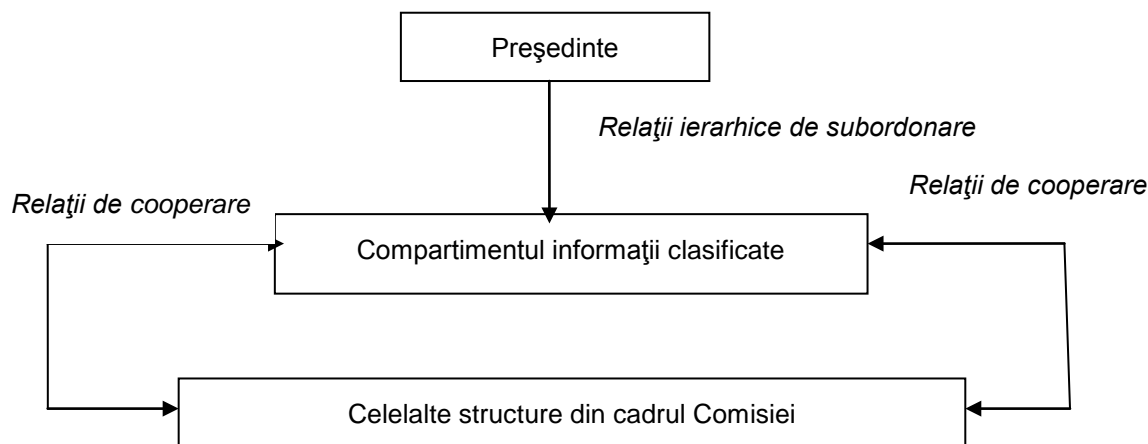 Preşedinte
Relaţii ierarhice de subordonare
Relaţii de cooperare
Relaţii de cooperare
Compartimentul informaţii clasificate
Celelalte structure din cadrul Comisiei